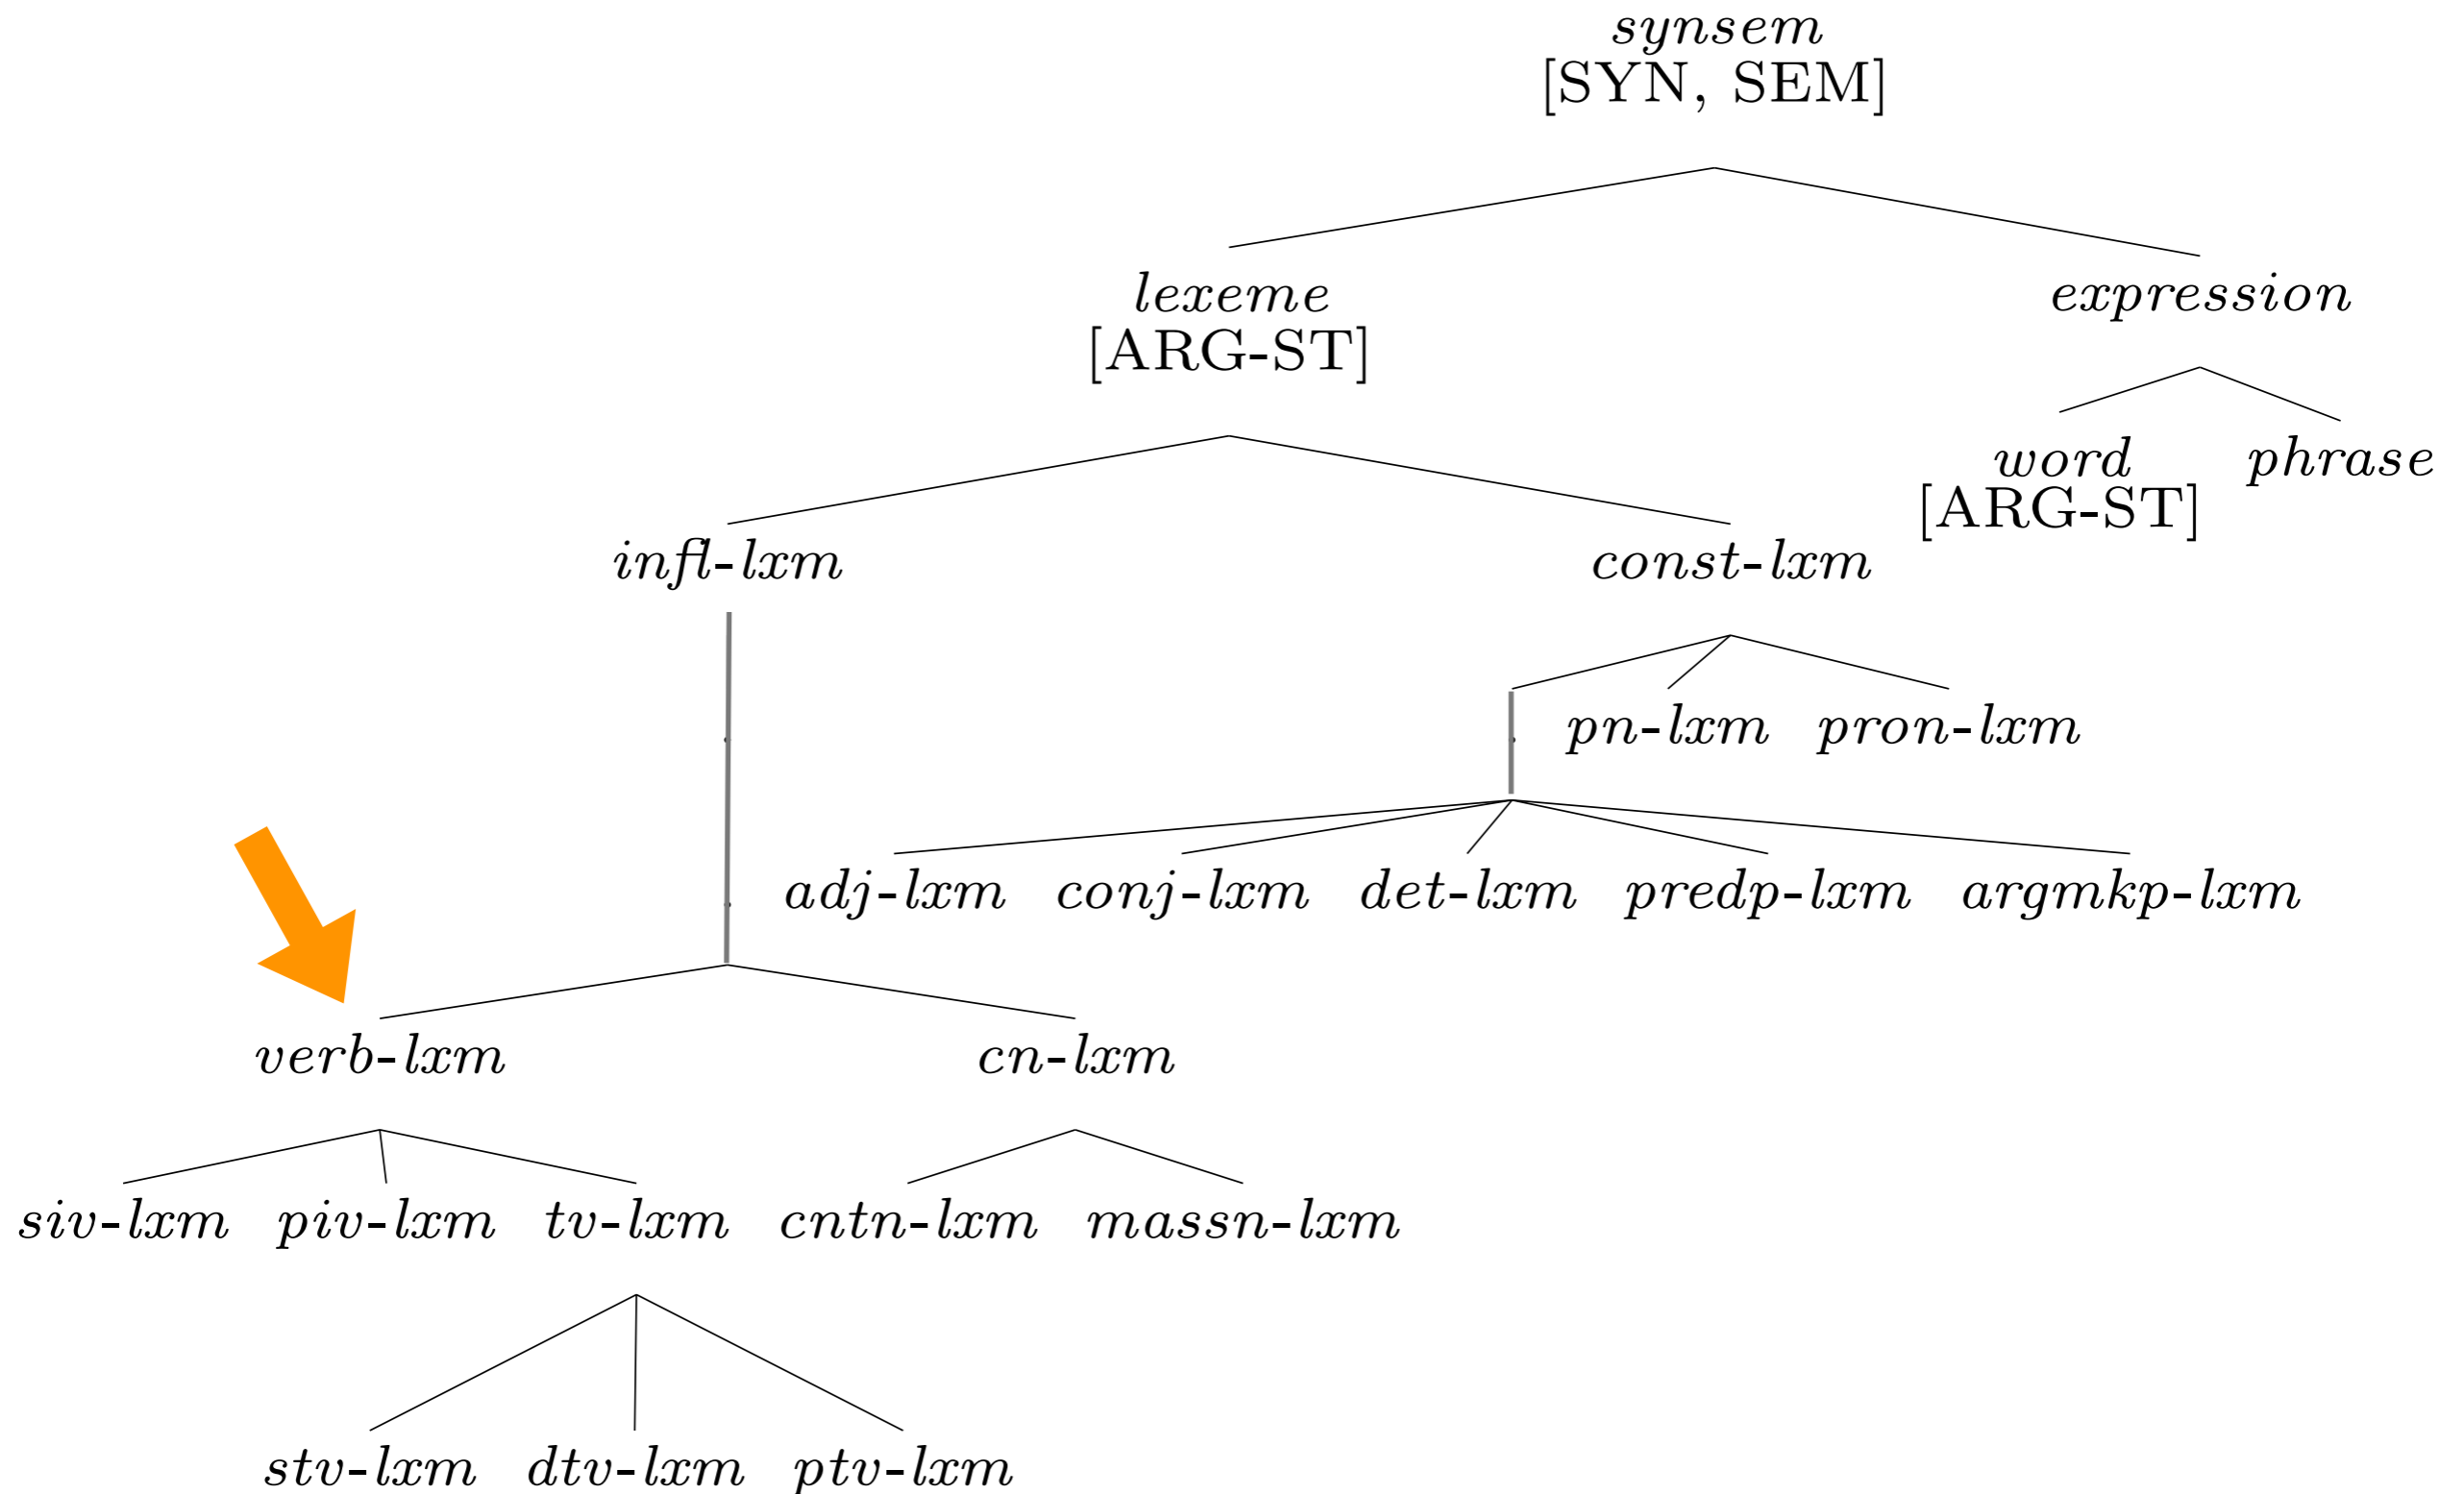 synsem
[SYN, SEM]
lexeme
[ARG-ST]
expression
word
[ARG-ST]
phrase
infl-lxm
const-lxm
pn-lxm pron-lxm
adj-lxm conj-lxm det-lxm predp-lxm argmkp-lxm
verb-lxm cn-lxm
siv-lxm piv-lxm tv-lxm cntn-lxm massn-lxm
stv-lxm dtv-lxm ptv-lxm